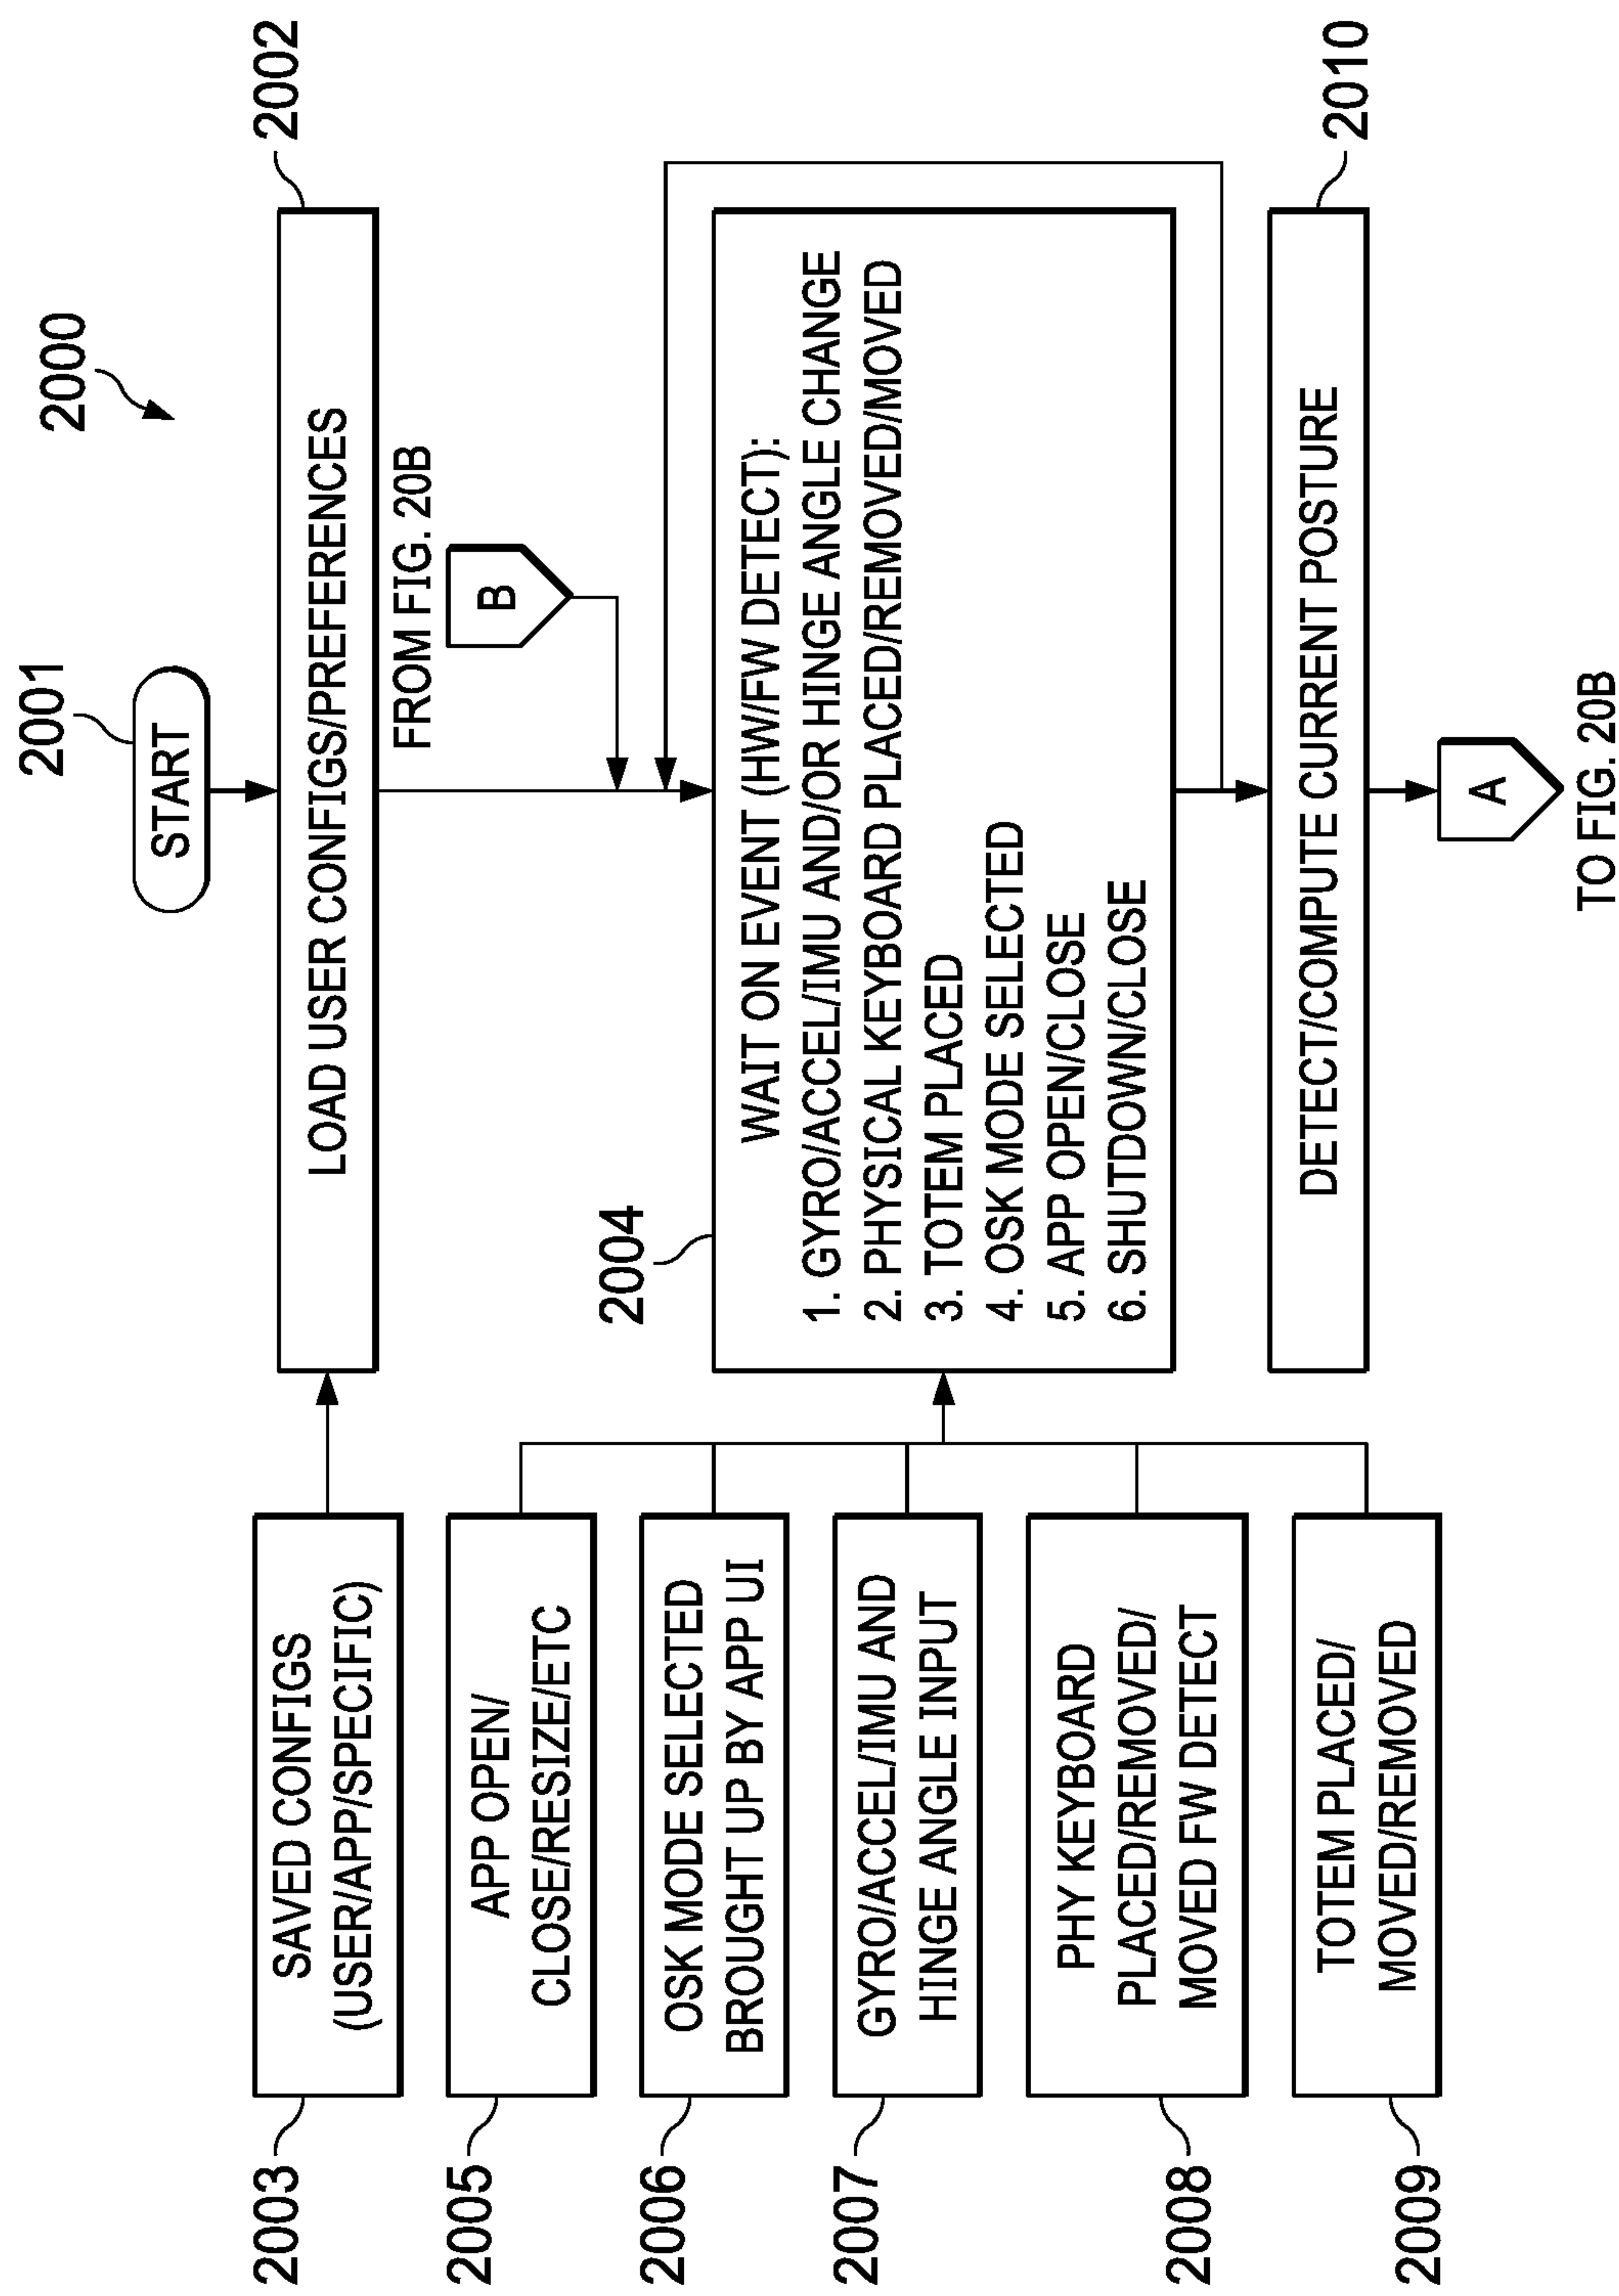 2000
2001
START
2002
LOAD USER CONFIGS/PREFERENCES
2003
SAVED CONFIGS
(USER/APP/SPECIFIC)
FROM FIG. 20B
B
2004
WAIT ON EVENT (HW/FW DETECT):
1. GYRO/ACCEL/IMU AND/OR HINGE ANGLE CHANGE
2. PHYSICAL KEYBOARD PLACED/REMOVED/MOVED
3. TOTEM PLACED
4. OSK MODE SELECTED
5. APP OPEN/CLOSE
6. SHUTDOWN/CLOSE
2005
APP OPEN/
CLOSE/RESIZE/ETC
2006
OSK MODE SELECTED
BROUGHT UP BY APP UI
2007
GYRO/ACCEL/IMU AND
HINGE ANGLE INPUT
2008
PHY KEYBOARD
PLACED/REMOVED/
MOVED FW DETECT
2009
TOTEM PLACED/
MOVED/REMOVED
2010
DETECT/COMPUTE CURRENT POSTURE
A
TO FIG. 20B